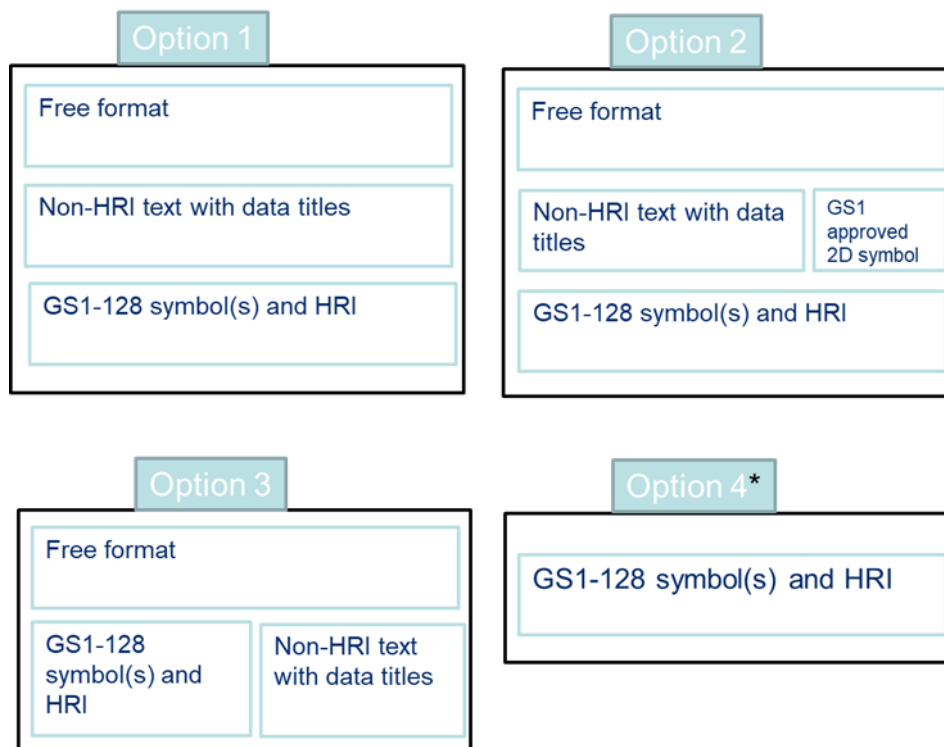 Option 1
Free format
Non-HRI text with data titles
GS1-128 symbol(s) and HRI
Option 2
Free format
Non-HRI text with data
titles
GS1
approved
2D symbol
GS1-128 symbol(s) and HRI
Option 3
Free format
GS1-128
symbol(s) and
HRI
Non-HRI text
with data titles
Option 4*
GS1-128 symbol(s) and HRI